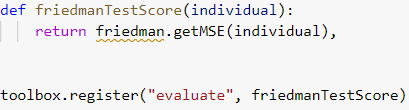 def friedmanTestScore(individual):
    return friedman.getMSE(individual),
toolbox.register("evaluate", friedmanTestScore)